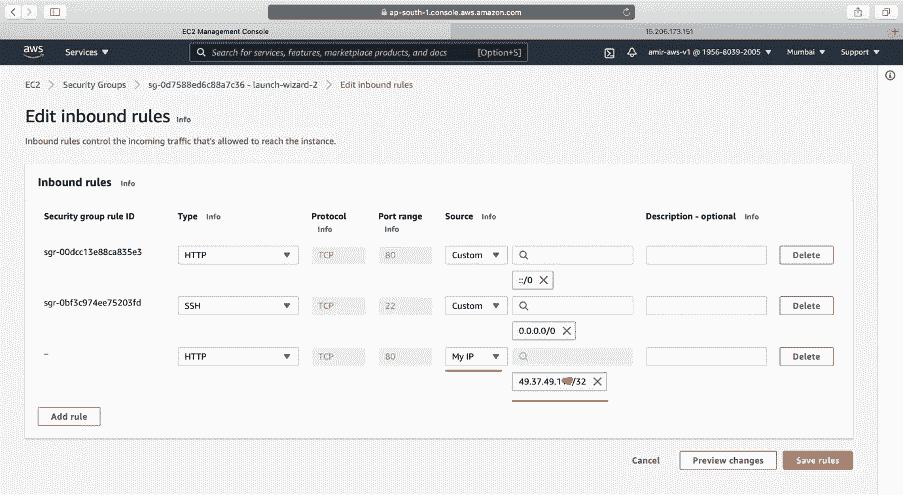 ap-south-1.console.aws.amazon.com
EC2 Management Console 15.206.173.151
aws Services Search for services, features, marketplace products, and docs [Option+S] amir-aws-v1 @ 1956-8039-2005 Mumbai Support
EC2 Security Groups sg-0d7588ed6c88a7c36 - launch-wizard-2 Edit inbound rules
Edit inbound rules Info
Inbound rules control the incoming traffic that's allowed to reach the instance.
Inbound rules Info
Security group rule ID Type Info Protocol Port range Source Info Description - optional Info
Info Info
sgr-00dcc13e88ca835e3 HTTP TCP 80 Custom Delete
::/0
sgr-0bf3c974ee75203fd SSH TCP 22 Custom Delete
0.0.0.0/0
– HTTP TCP 80 My IP Delete
49.37.49.1 /32
Add rule
Cancel Preview changes Save rules